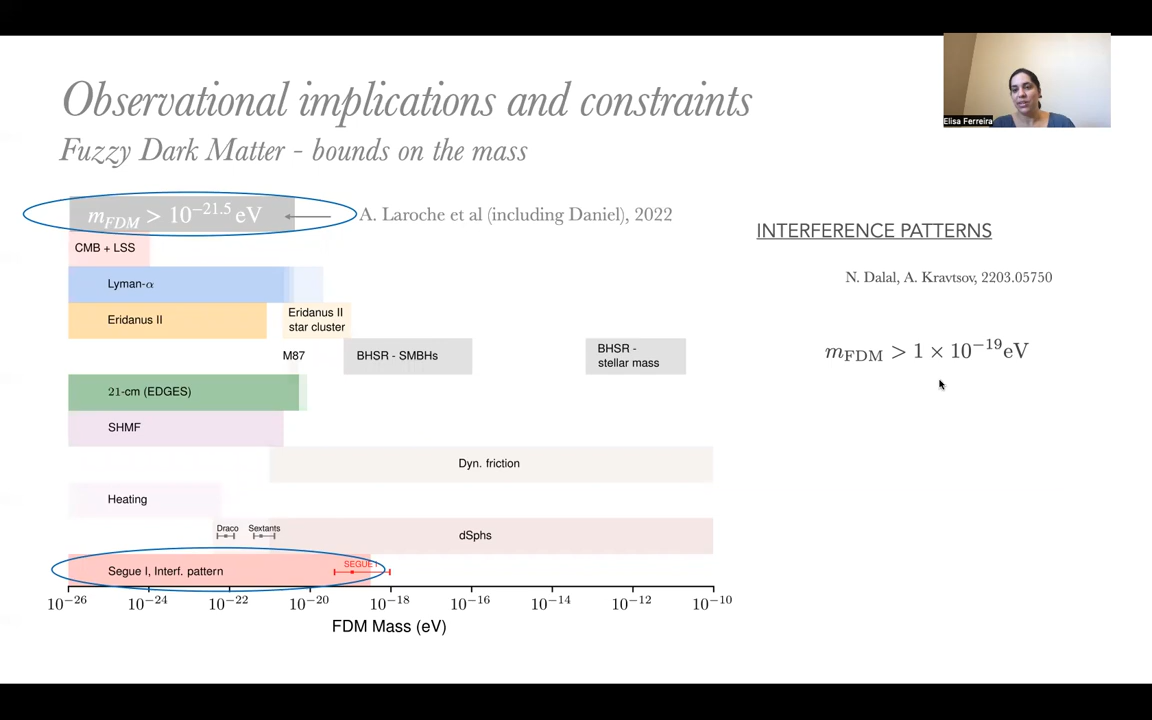 Observational implications and constraints
Elisa Ferreira
Fuzzy Dark Matter - bounds on the mass
m_FDM > 10^−21.5 eV
A. Laroche et al (including Daniel), 2022
CMB + LSS
Lyman-α
Eridanus II
Eridanus II
star cluster
M87
BHSR - SMBHs
BHSR -
stellar mass
21-cm (EDGES)
SHMF
Dyn. friction
Heating
Draco
Sextants
dSphs
Segue I, Interf. pattern
SEGUE I
10^−26 10^−24 10^−22 10^−20 10^−18 10^−16 10^−14 10^−12 10^−10
FDM Mass (eV)
INTERFERENCE PATTERNS
N. Dalal, A. Kravtsov, 2203.05750
m_FDM > 1 × 10^−19 eV